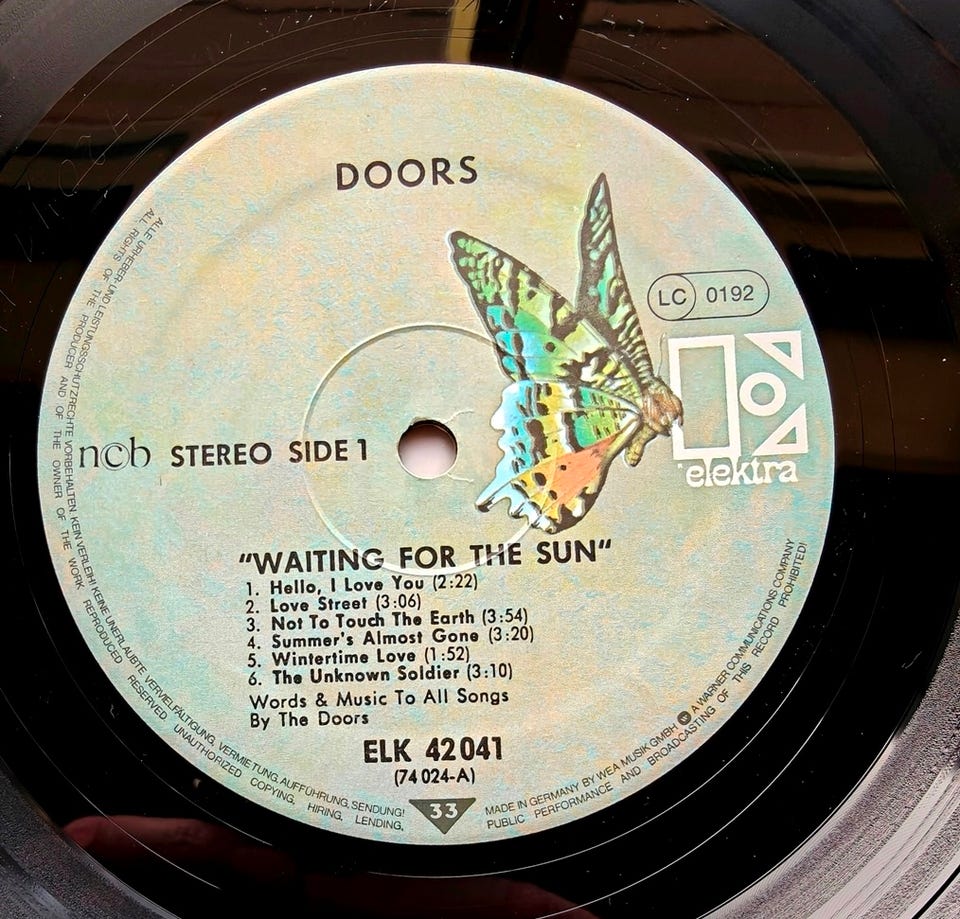 DOORS
LC 0192
elektra
ncb STEREO SIDE 1
"WAITING FOR THE SUN"
1. Hello, I Love You (2:22)
2. Love Street (3:06)
3. Not To Touch The Earth (3:54)
4. Summer's Almost Gone (3:20)
5. Wintertime Love (1:52)
6. The Unknown Soldier (3:10)
Words & Music To All Songs
By The Doors
ELK 42 041
(74 024-A)
33
ALLE URHEBER-UND LEISTUNGSSCHUTZRECHTE VORBEHALTEN. KEIN VERLEIH! KEINE UNERLAUBTE VERVIELFÄLTIGUNG, VERMIETUNG, AUFFÜHRUNG, SENDUNG!
ALL RIGHTS OF THE PRODUCER AND OF THE OWNER OF THE WORK REPRODUCED RESERVED. UNAUTHORIZED COPYING, HIRING, LENDING,
MADE IN GERMANY BY WEA MUSIK GMBH A WARNER COMMUNICATIONS COMPANY
PUBLIC PERFORMANCE AND BROADCASTING OF THIS RECORD PROHIBITED!